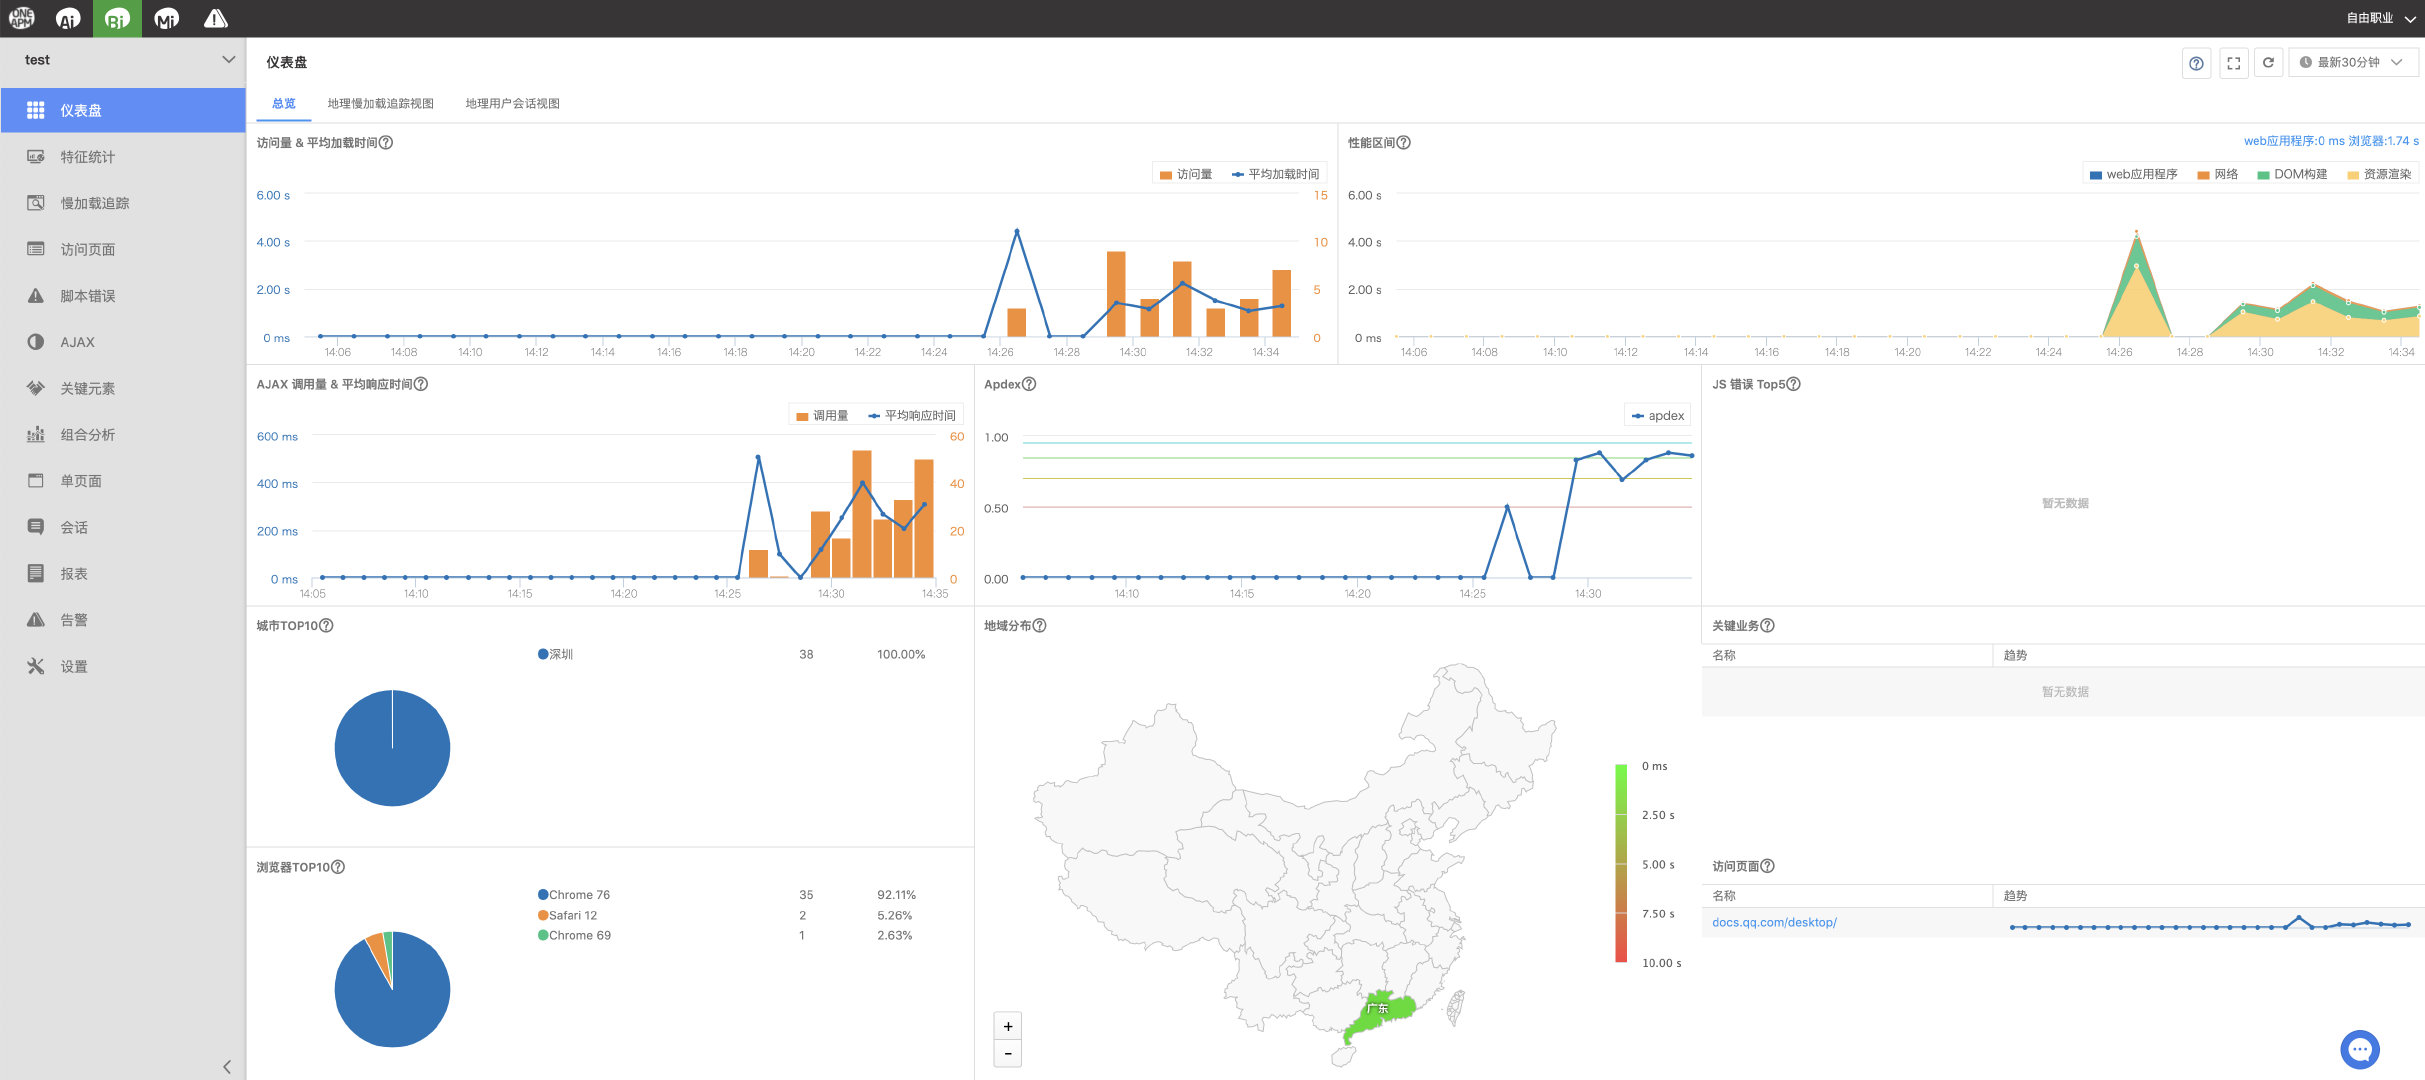 ONE APM
Ai
Bi
Mi
自由职业
test
仪表盘
特征统计
慢加载追踪
访问页面
脚本错误
AJAX
关键元素
组合分析
单页面
会话
报表
告警
设置
仪表盘
最新30分钟
总览 地理慢加载追踪视图 地理用户会话视图
访问量 & 平均加载时间
访问量 平均加载时间
6.00 s
4.00 s
2.00 s
0 ms
15
10
5
0
14:06 14:08 14:10 14:12 14:14 14:16 14:18 14:20 14:22 14:24 14:26 14:28 14:30 14:32 14:34
性能区间
web应用程序:0 ms 浏览器:1.74 s
web应用程序 网络 DOM构建 资源渲染
6.00 s
4.00 s
2.00 s
0 ms
14:06 14:08 14:10 14:12 14:14 14:16 14:18 14:20 14:22 14:24 14:26 14:28 14:30 14:32 14:34
AJAX 调用量 & 平均响应时间
调用量 平均响应时间
600 ms
400 ms
200 ms
0 ms
60
40
20
0
14:05 14:10 14:15 14:20 14:25 14:30 14:35
Apdex
apdex
1.00
0.50
0.00
14:10 14:15 14:20 14:25 14:30
JS 错误 Top5
暂无数据
城市TOP10
深圳 38 100.00%
地域分布
0 ms
2.50 s
5.00 s
7.50 s
10.00 s
广东
+
-
关键业务
名称 趋势
暂无数据
浏览器TOP10
Chrome 76 35 92.11%
Safari 12 2 5.26%
Chrome 69 1 2.63%
访问页面
名称 趋势
docs.qq.com/desktop/